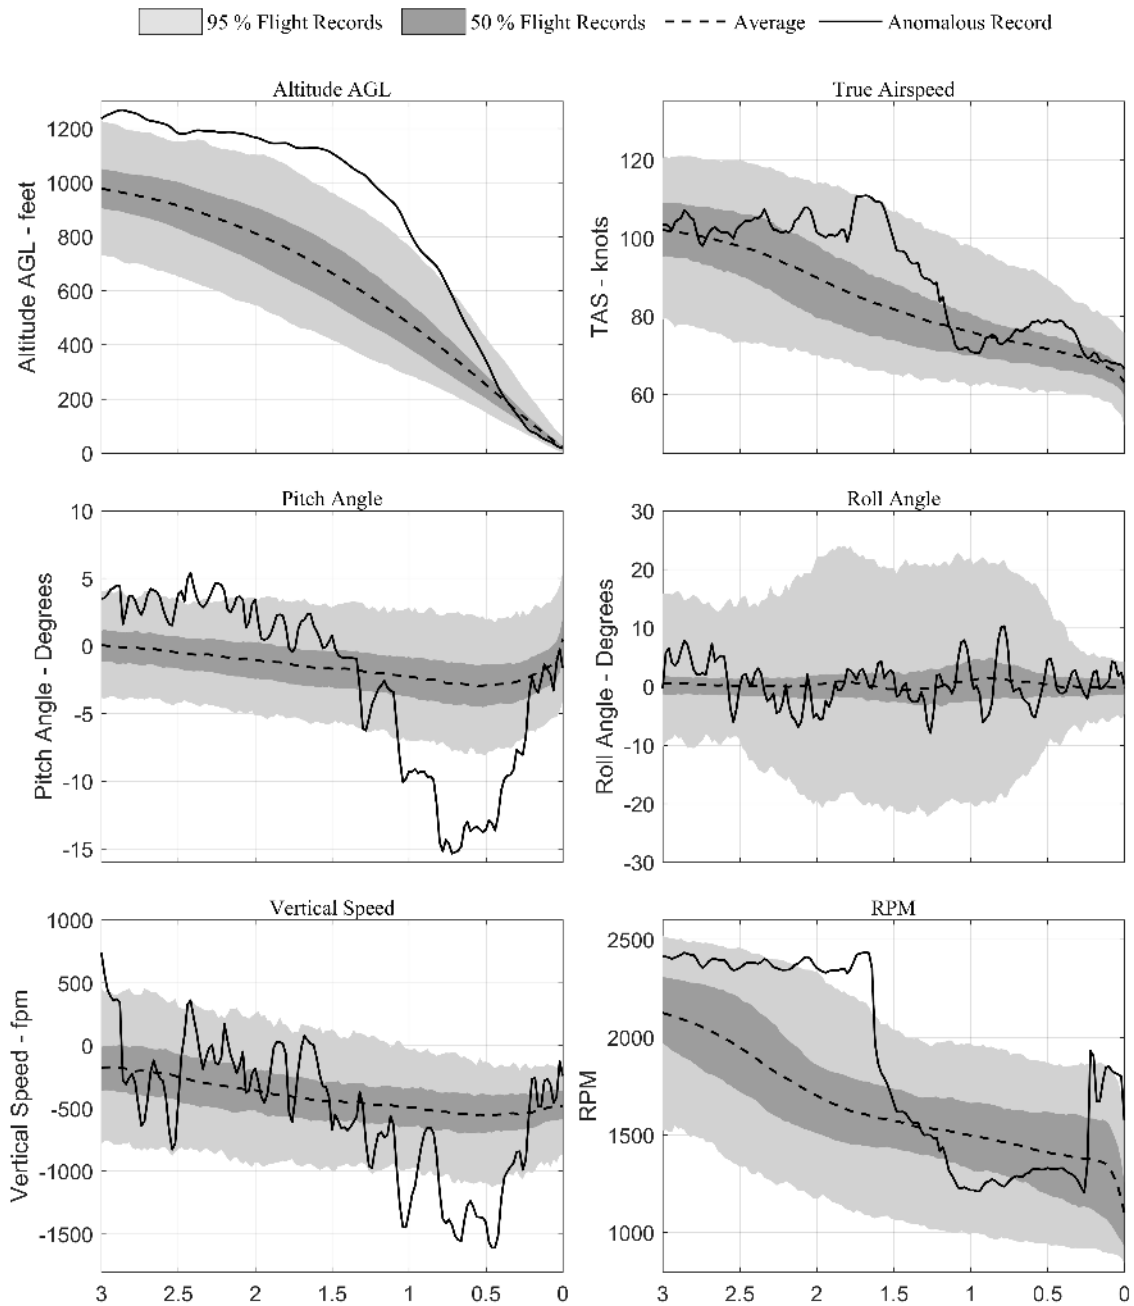 95 % Flight Records 50 % Flight Records Average Anomalous Record
Altitude AGL
Altitude AGL - feet
1200
1000
800
600
400
200
0
True Airspeed
TAS - knots
120
100
80
60
Pitch Angle
Pitch Angle - Degrees
10
5
0
-5
-10
-15
Roll Angle
Roll Angle - Degrees
30
20
10
0
-10
-20
-30
Vertical Speed
Vertical Speed - fpm
1000
500
0
-500
-1000
-1500
3 2.5 2 1.5 1 0.5 0
RPM
RPM
2500
2000
1500
1000
3 2.5 2 1.5 1 0.5 0